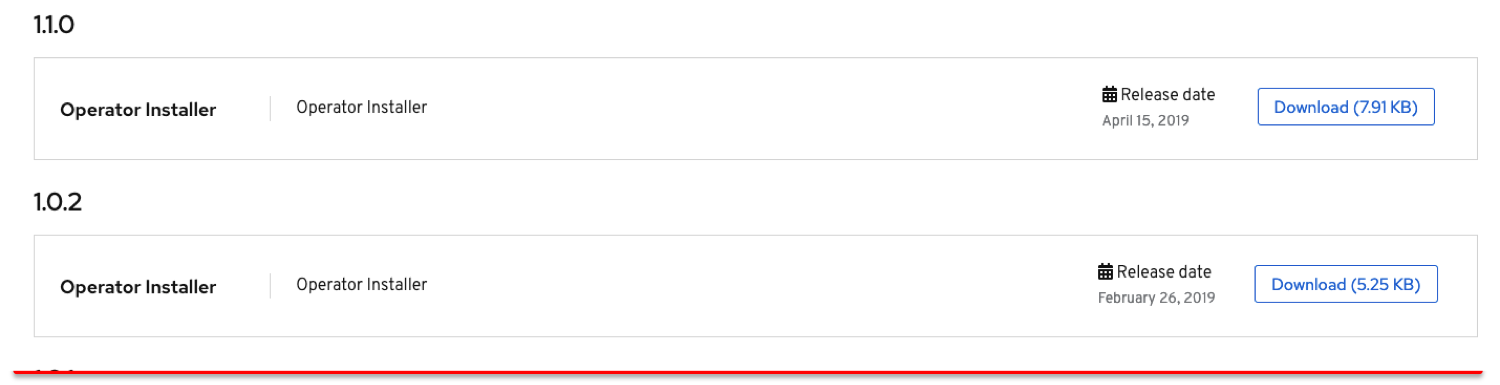 1.1.0
Operator Installer
Operator Installer
Release date
April 15, 2019
Download (7.91 KB)
1.0.2
Operator Installer
Operator Installer
Release date
February 26, 2019
Download (5.25 KB)